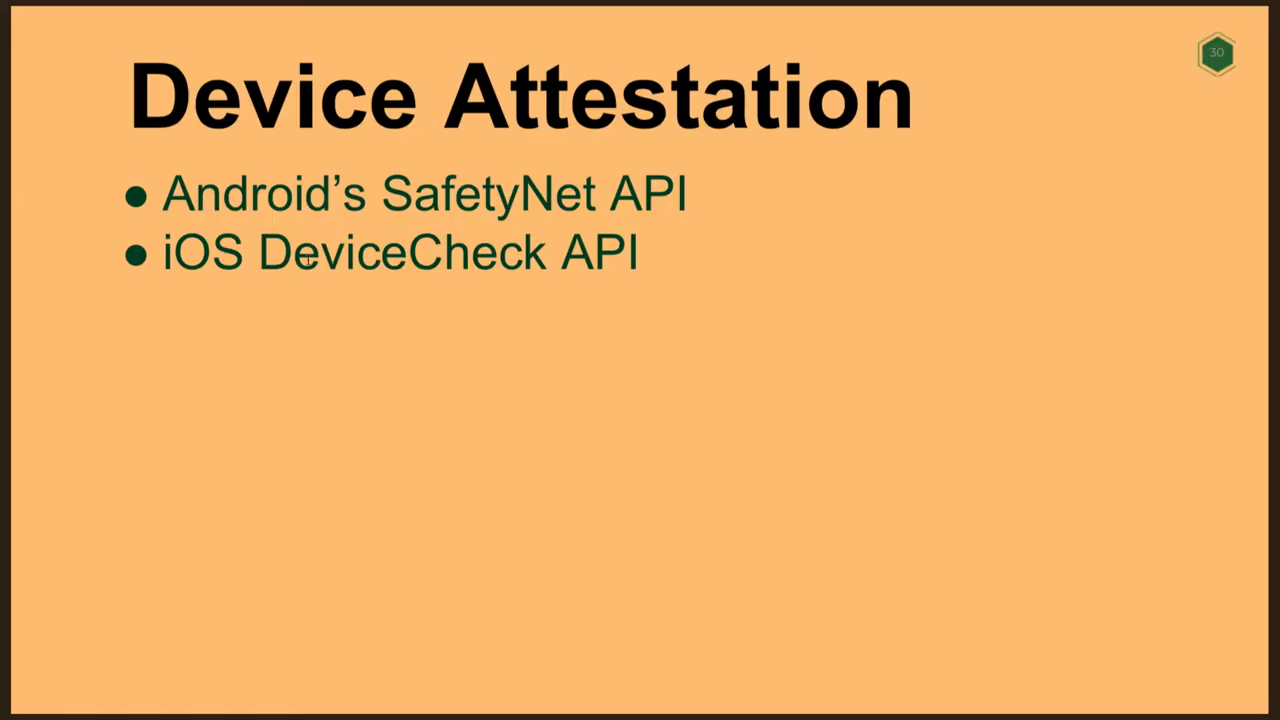 30
Device Attestation
● Android’s SafetyNet API
● iOS DeviceCheck API